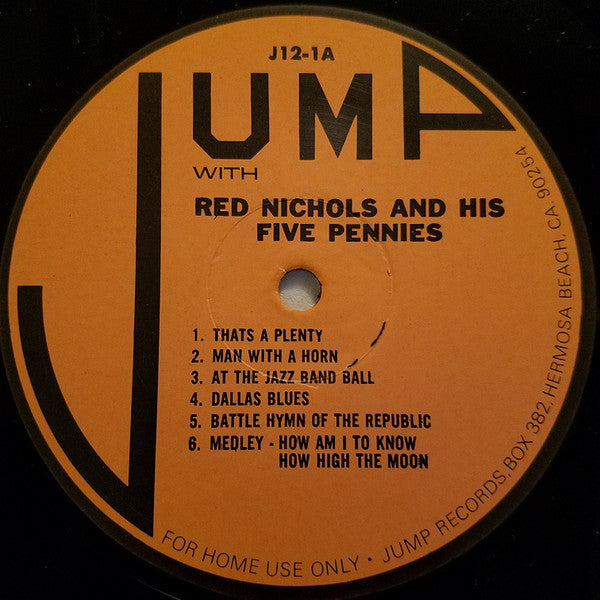 J12-1A
JUMP
WITH
RED NICHOLS AND HIS
FIVE PENNIES
1. THATS A PLENTY
2. MAN WITH A HORN
3. AT THE JAZZ BAND BALL
4. DALLAS BLUES
5. BATTLE HYMN OF THE REPUBLIC
6. MEDLEY - HOW AM I TO KNOW
HOW HIGH THE MOON
FOR HOME USE ONLY • JUMP RECORDS, BOX 382, HERMOSA BEACH, CA. 90254